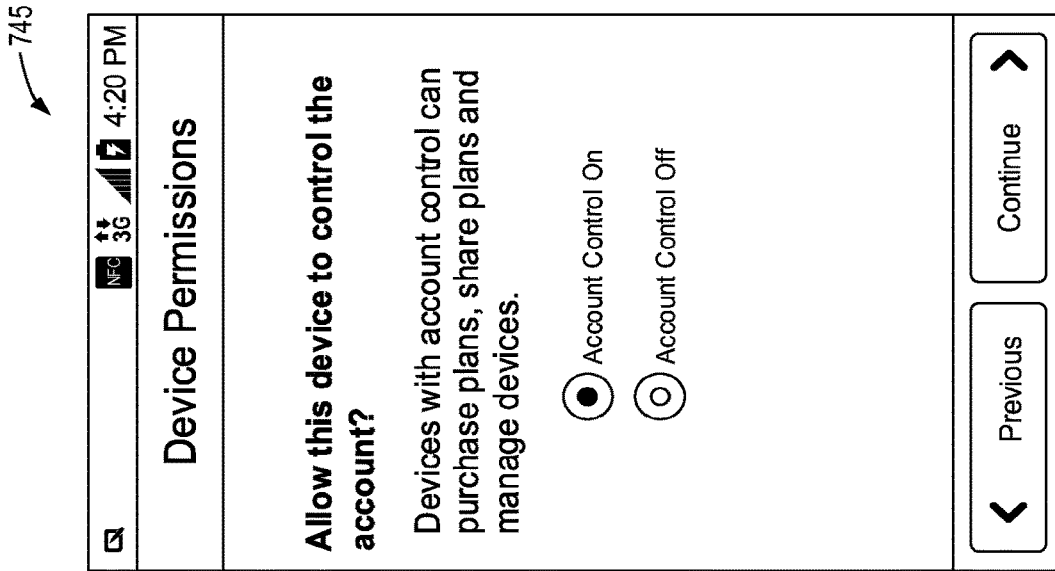 745
NFC 3G 4:20 PM
Device Permissions
Allow this device to control the
account?
Devices with account control can
purchase plans, share plans and
manage devices.
Account Control On
Account Control Off
Previous Continue